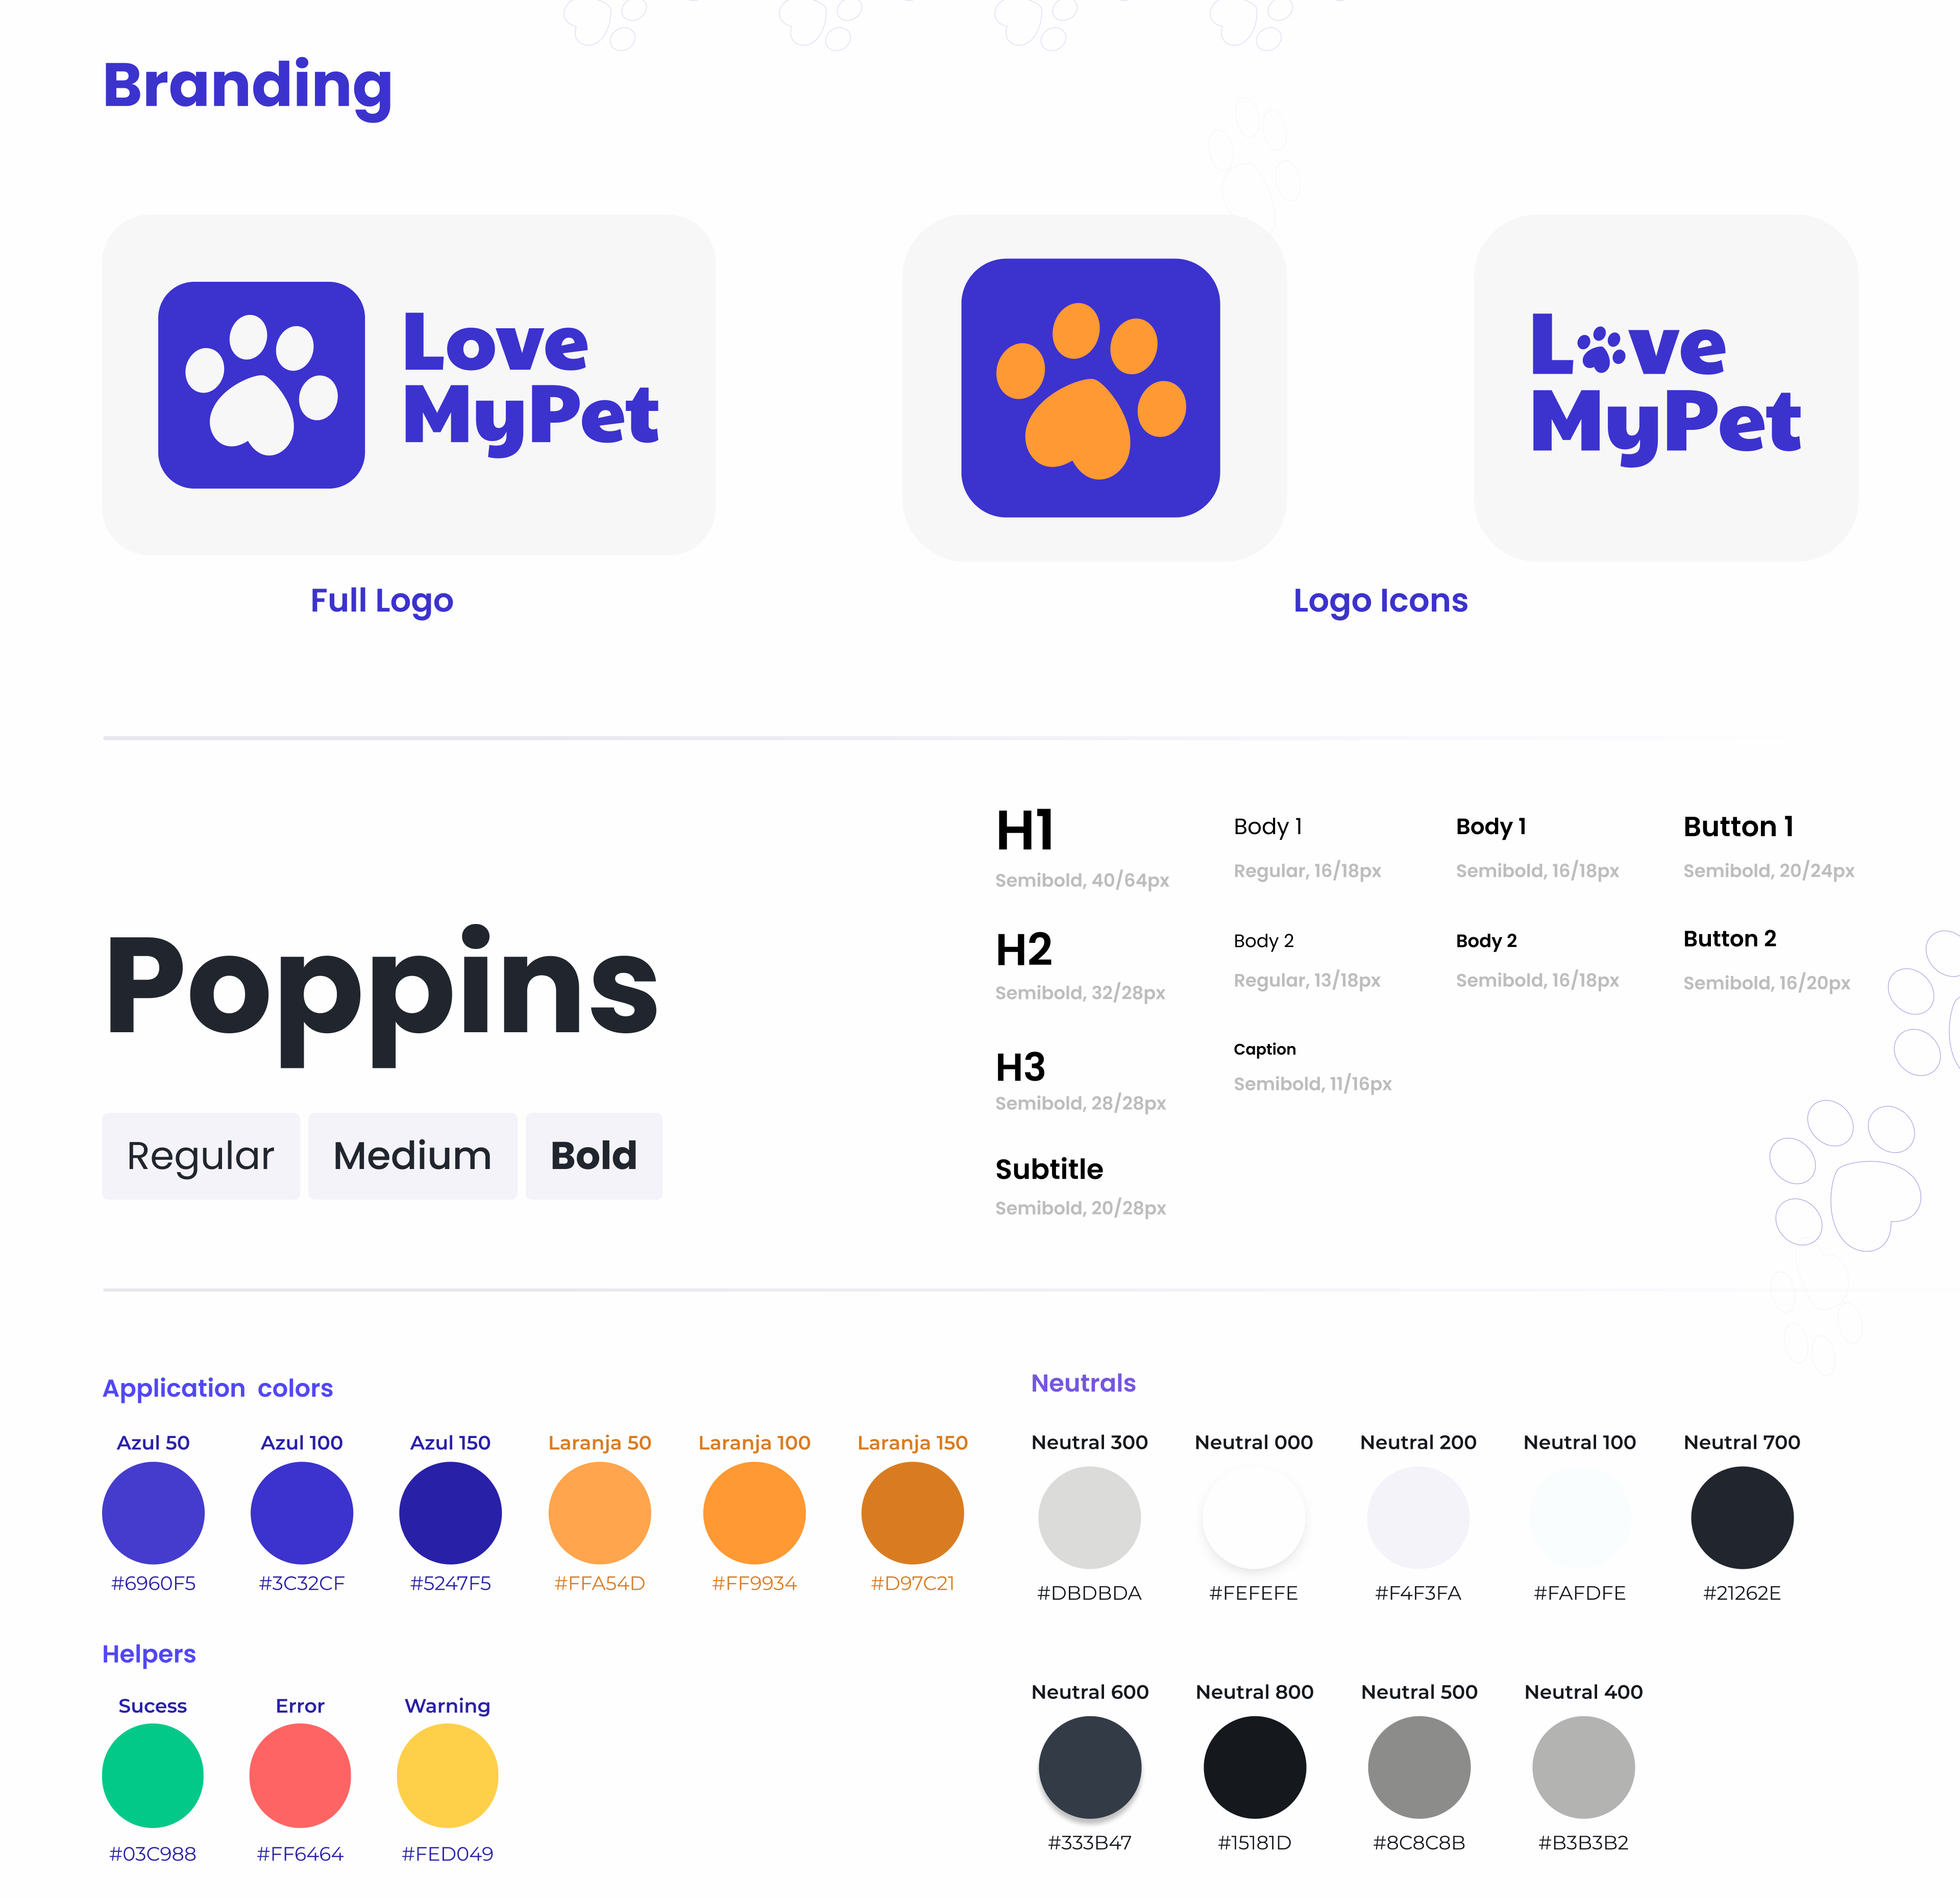 Branding
Love
MyPet
Love
MyPet
Full Logo
Logo Icons
Poppins
Regular Medium Bold
H1
Semibold, 40/64px
H2
Semibold, 32/28px
H3
Semibold, 28/28px
Subtitle
Semibold, 20/28px
Body 1
Regular, 16/18px
Body 2
Regular, 13/18px
Caption
Semibold, 11/16px
Body 1
Semibold, 16/18px
Body 2
Semibold, 16/18px
Button 1
Semibold, 20/24px
Button 2
Semibold, 16/20px
Application colors
Azul 50 Azul 100 Azul 150 Laranja 50 Laranja 100 Laranja 150
#6960F5 #3C32CF #5247F5 #FFA54D #FF9934 #D97C21
Helpers
Sucess Error Warning
#03C988 #FF6464 #FED049
Neutrals
Neutral 300 Neutral 000 Neutral 200 Neutral 100 Neutral 700
#DBDBDA #FEFEFE #F4F3FA #FAFDFE #21262E
Neutral 600 Neutral 800 Neutral 500 Neutral 400
#333B47 #15181D #8C8C8B #B3B3B2